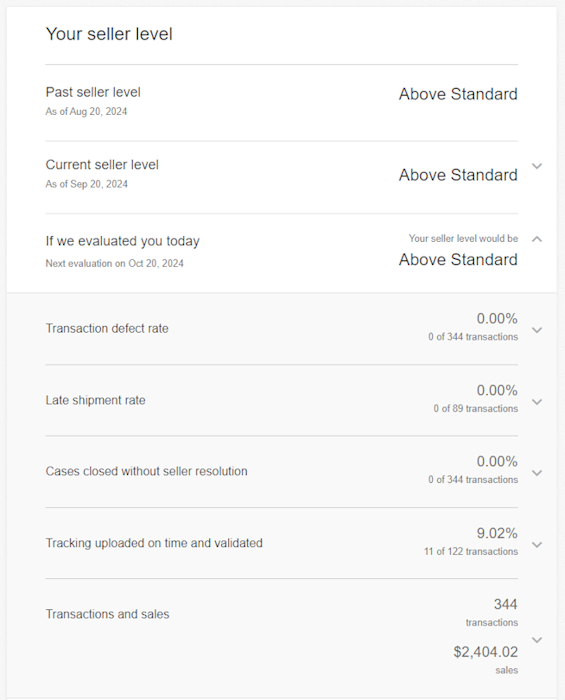 Your seller level
Past seller level
Above Standard
As of Aug 20, 2024
Current seller level
Above Standard
As of Sep 20, 2024
If we evaluated you today
Your seller level would be
Above Standard
Next evaluation on Oct 20, 2024
Transaction defect rate
0.00%
0 of 344 transactions
Late shipment rate
0.00%
0 of 89 transactions
Cases closed without seller resolution
0.00%
0 of 344 transactions
Tracking uploaded on time and validated
9.02%
11 of 122 transactions
Transactions and sales
344
transactions
$2,404.02
sales